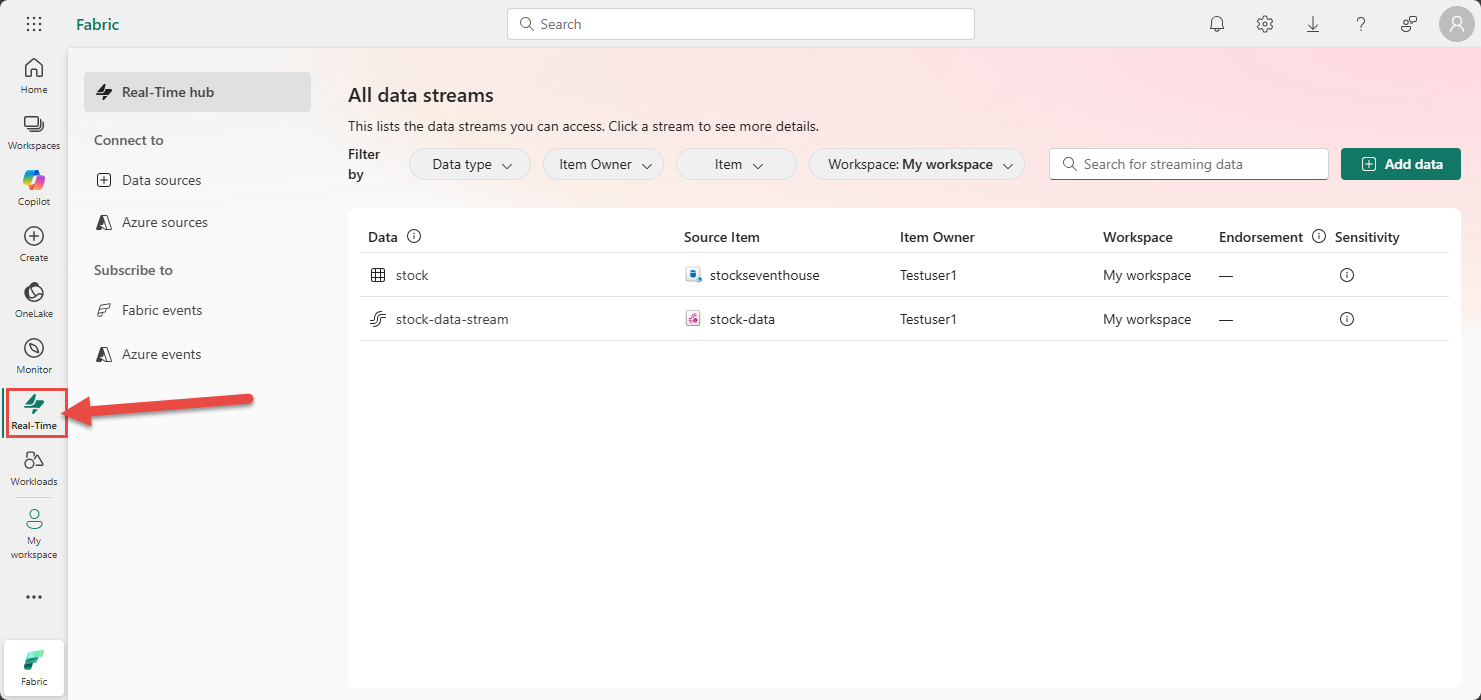 Fabric
Search
Home
Workspaces
Copilot
Create
OneLake
Monitor
Real-Time
Workloads
My
workspace
Fabric
Real-Time hub
Connect to
Data sources
Azure sources
Subscribe to
Fabric events
Azure events
All data streams
This lists the data streams you can access. Click a stream to see more details.
Filter
by
Data type
Item Owner
Item
Workspace: My workspace
Search for streaming data
Add data
Data Source Item Item Owner Workspace Endorsement Sensitivity
stock stockseventhouse Testuser1 My workspace —
stock-data-stream stock-data Testuser1 My workspace —